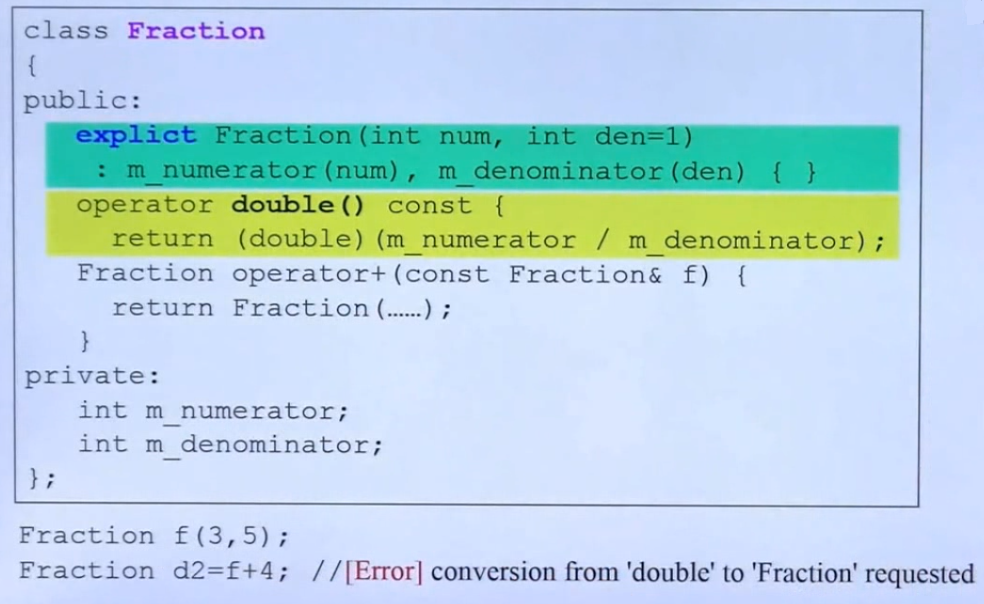 class Fraction
{
public:
explict Fraction(int num, int den=1)
: m_numerator(num), m_denominator(den) { }
operator double() const {
return (double)(m_numerator / m_denominator);
Fraction operator+(const Fraction& f) {
return Fraction(……);
}
private:
int m_numerator;
int m_denominator;
};
Fraction f(3,5);
Fraction d2=f+4; //[Error] conversion from 'double' to 'Fraction' requested